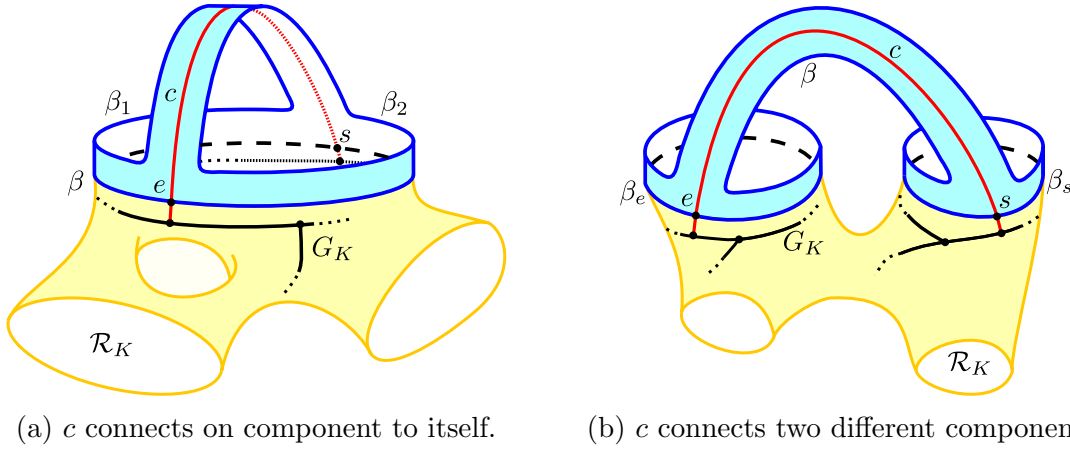 c
β₁
β₂
s
β
e
G_K
R_K
c
β
β_e
e
s
β_s
G_K
R_K
(a) c connects on component to itself.
(b) c connects two different componen